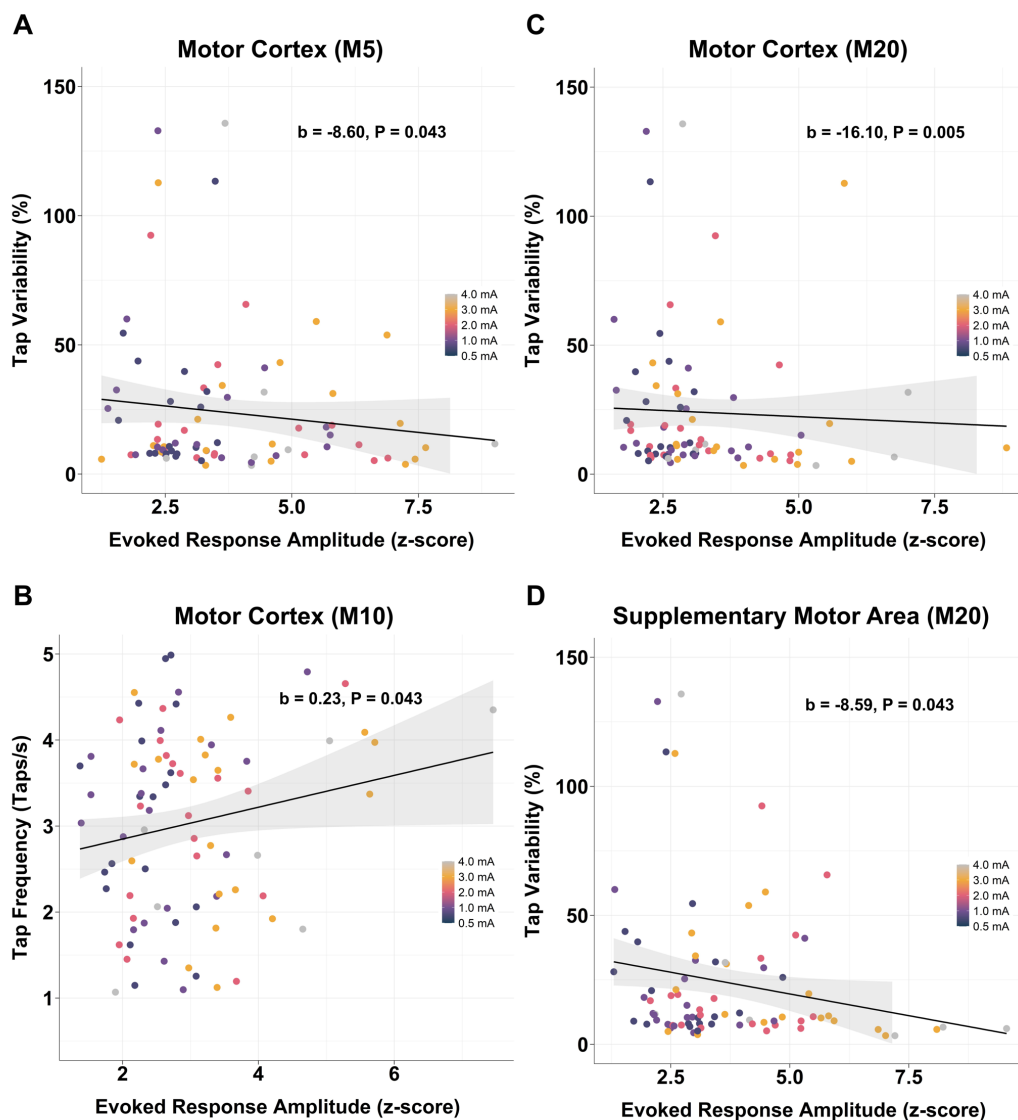 A
Motor Cortex (M5)
150
100
50
0
Tap Variability (%)
b = -8.60, P = 0.043
4.0 mA
3.0 mA
2.0 mA
1.0 mA
0.5 mA
2.5
5.0
7.5
Evoked Response Amplitude (z-score)
C
Motor Cortex (M20)
150
100
50
0
Tap Variability (%)
b = -16.10, P = 0.005
4.0 mA
3.0 mA
2.0 mA
1.0 mA
0.5 mA
2.5
5.0
7.5
Evoked Response Amplitude (z-score)
B
Motor Cortex (M10)
5
4
3
2
1
Tap Frequency (Taps/s)
b = 0.23, P = 0.043
4.0 mA
3.0 mA
2.0 mA
1.0 mA
0.5 mA
2
4
6
Evoked Response Amplitude (z-score)
D
Supplementary Motor Area (M20)
150
100
50
0
Tap Variability (%)
b = -8.59, P = 0.043
4.0 mA
3.0 mA
2.0 mA
1.0 mA
0.5 mA
2.5
5.0
7.5
Evoked Response Amplitude (z-score)